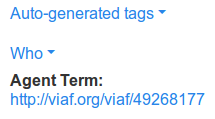 Auto-generated tags
Who
Agent Term:
http://viaf.org/viaf/49268177